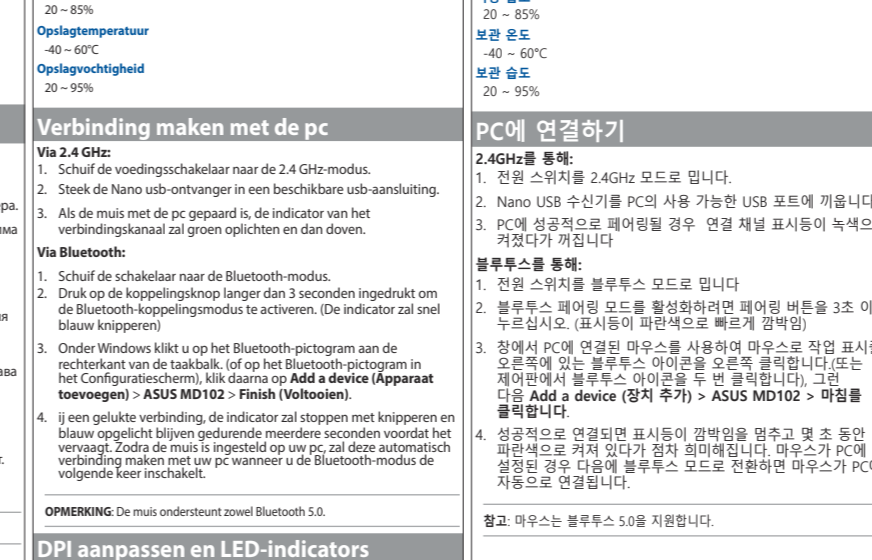 ра.
има
ия
ава
т.
20 ~ 85%
Opslagtemperatuur
-40 ~ 60°C
Opslagvochtigheid
20 ~ 95%
Verbinding maken met de pc
Via 2.4 GHz:
1. Schuif de voedingsschakelaar naar de 2.4 GHz-modus.
2. Steek de Nano usb-ontvanger in een beschikbare usb-aansluiting.
3. Als de muis met de pc gepaard is, de indicator van het
verbindingskanaal zal groen oplichten en dan doven.
Via Bluetooth:
1. Schuif de schakelaar naar de Bluetooth-modus.
2. Druk op de koppelingsknop langer dan 3 seconden ingedrukt om
de Bluetooth-koppelingsmodus te activeren. (De indicator zal snel
blauw knipperen)
3. Onder Windows klikt u op het Bluetooth-pictogram aan de
rechterkant van de taakbalk. (of op het Bluetooth-pictogram in
het Configuratiescherm), klik daarna op Add a device (Apparaat
toevoegen) > ASUS MD102 > Finish (Voltooien).
4. ij een gelukte verbinding, de indicator zal stoppen met knipperen en
blauw opgelicht blijven gedurende meerdere seconden voordat het
vervaagt. Zodra de muis is ingesteld op uw pc, zal deze automatisch
verbinding maken met uw pc wanneer u de Bluetooth-modus de
volgende keer inschakelt.
OPMERKING: De muis ondersteunt zowel Bluetooth 5.0.
DPI aanpassen en LED-indicators
20 ~ 85%
보관 온도
-40 ~ 60°C
보관 습도
20 ~ 95%
PC에 연결하기
2.4GHz를 통해:
1. 전원 스위치를 2.4GHz 모드로 밉니다.
2. Nano USB 수신기를 PC의 사용 가능한 USB 포트에 끼웁니다
3. PC에 성공적으로 페어링될 경우 연결 채널 표시등이 녹색으
켜졌다가 꺼집니다
블루투스를 통해:
1. 전원 스위치를 블루투스 모드로 밉니다
2. 블루투스 페어링 모드를 활성화하려면 페어링 버튼을 3초 이
누르십시오. (표시등이 파란색으로 빠르게 깜박임)
3. 창에서 PC에 연결된 마우스를 사용하여 마우스로 작업 표시
오른쪽에 있는 블루투스 아이콘을 오른쪽 클릭합니다.(또는
제어판에서 블루투스 아이콘을 두 번 클릭합니다), 그런
다음 Add a device (장치 추가) > ASUS MD102 > 마침를
클릭합니다.
4. 성공적으로 연결되면 표시등이 깜박임을 멈추고 몇 초 동안
파란색으로 켜져 있다가 점차 희미해집니다. 마우스가 PC에
설정된 경우 다음에 블루투스 모드로 전환하면 마우스가 PC에
자동으로 연결됩니다.
참고: 마우스는 블루투스 5.0을 지원합니다.